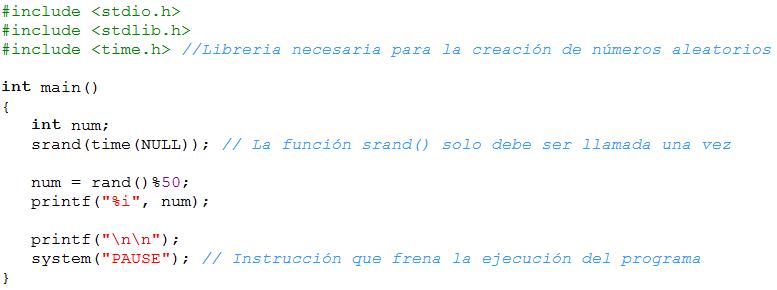 #include <stdio.h>
#include <stdlib.h>
#include <time.h> //Libreria necesaria para la creación de números aleatorios
int main()
{
int num;
srand(time(NULL)); // La función srand() solo debe ser llamada una vez
num = rand()%50;
printf("%i", num);
printf("\n\n");
system("PAUSE"); // Instrucción que frena la ejecución del programa
}